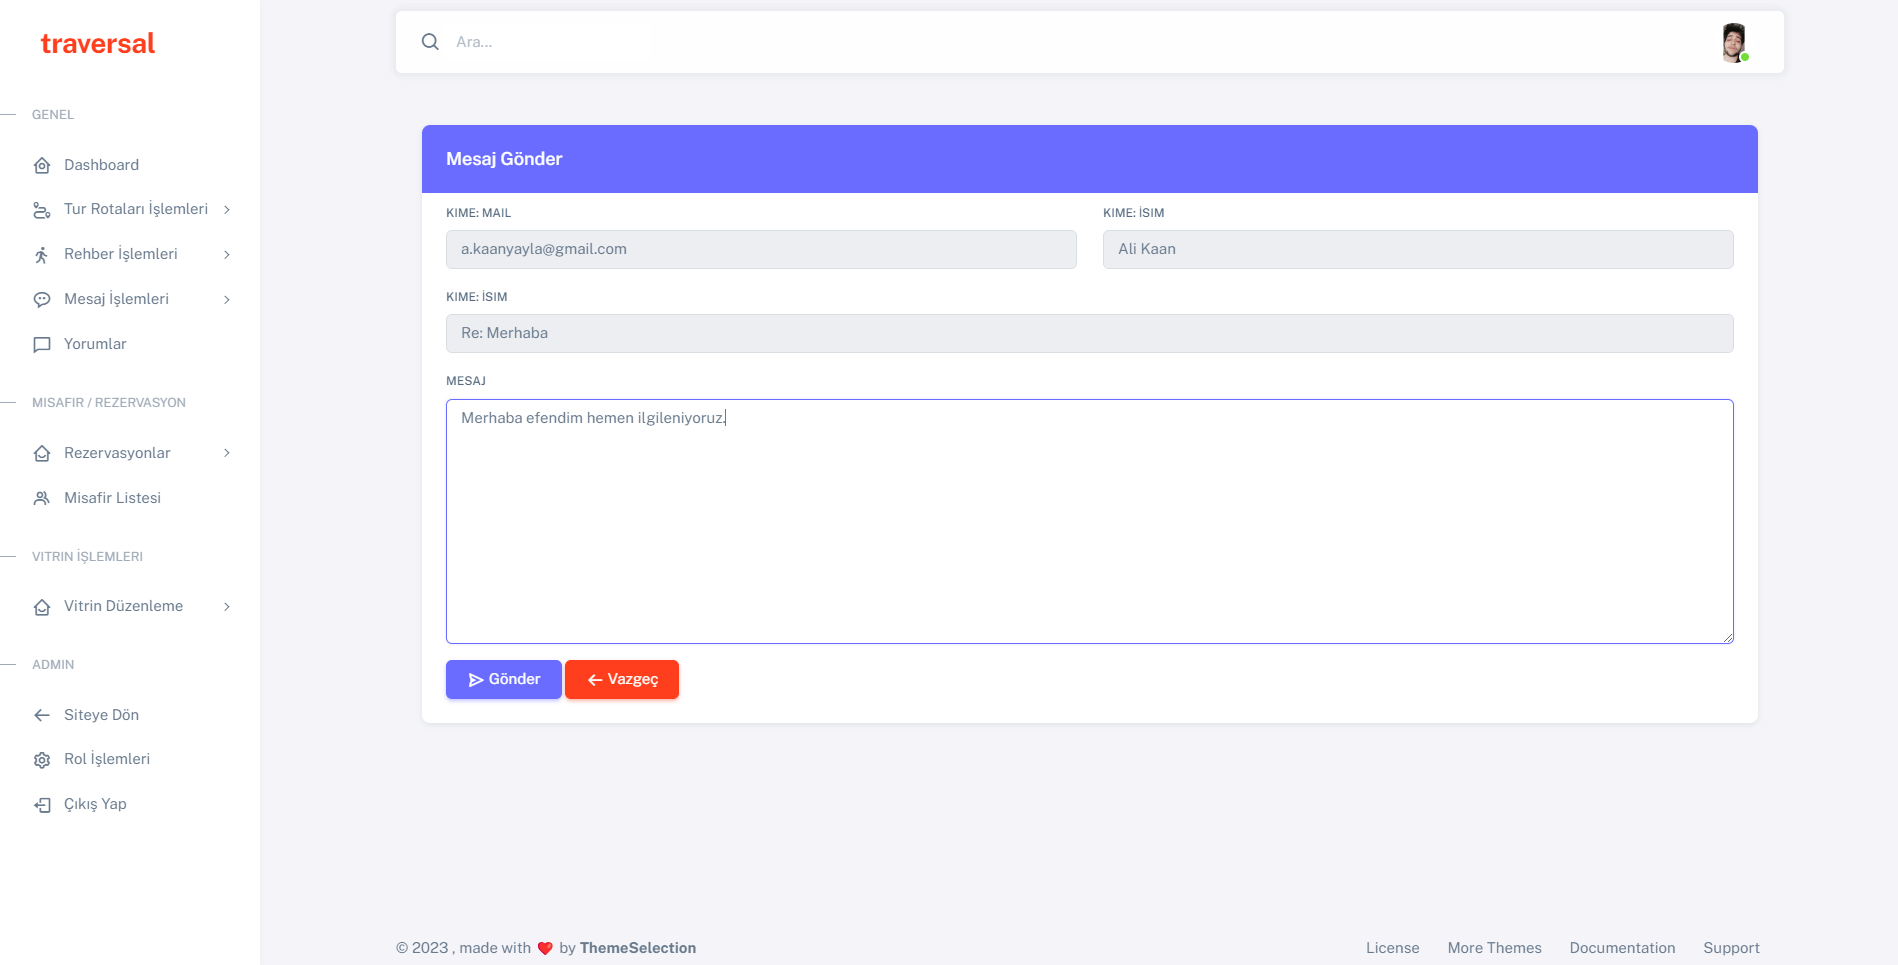 traversal
Ara...
GENEL
Dashboard
Tur Rotaları İşlemleri
Rehber İşlemleri
Mesaj İşlemleri
Yorumlar
MISAFIR / REZERVASYON
Rezervasyonlar
Misafir Listesi
VITRIN İŞLEMLERI
Vitrin Düzenleme
ADMIN
Siteye Dön
Rol İşlemleri
Çıkış Yap
Mesaj Gönder
KIME: MAIL
a.kaanyayla@gmail.com
KIME: İSIM
Ali Kaan
KIME: İSIM
Re: Merhaba
MESAJ
Merhaba efendim hemen ilgileniyoruz.
Gönder
Vazgeç
© 2023 , made with ❤️ by ThemeSelection
License More Themes Documentation Support